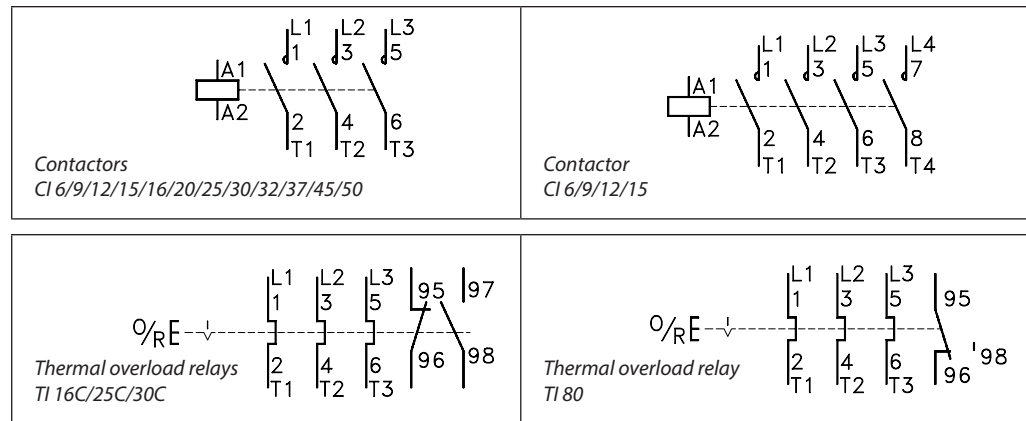 L1 L2 L3
1 3 5
A1
A2
2 4 6
T1 T2 T3
Contactors
CI 6/9/12/15/16/20/25/30/32/37/45/50
L1 L2 L3 L4
1 3 5 7
A1
A2
2 4 6 8
T1 T2 T3 T4
Contactor
CI 6/9/12/15
L1 L2 L3
1 3 5 95 97
O/R
2 4 6 96 98
T1 T2 T3
Thermal overload relays
TI 16C/25C/30C
L1 L2 L3
1 3 5 95
O/R
2 4 6 96 98
T1 T2 T3
Thermal overload relay
TI 80